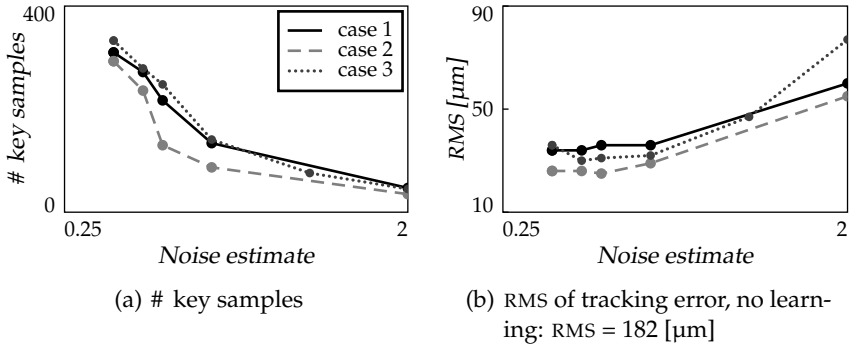 400
0
# key samples
case 1
case 2
case 3
0.25
2
Noise estimate
(a) # key samples
90
50
10
RMS [μm]
0.25
2
Noise estimate
(b) RMS of tracking error, no learn-
ing: RMS = 182 [μm]